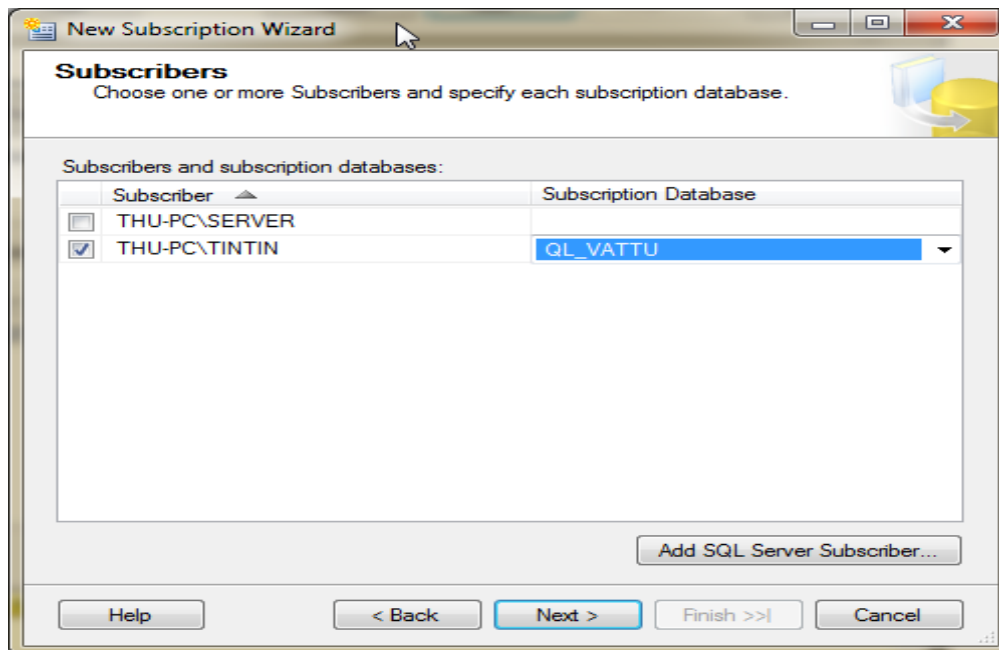 New Subscription Wizard
Subscribers
Choose one or more Subscribers and specify each subscription database.
Subscribers and subscription databases:
Subscriber Subscription Database
THU-PC\SERVER
THU-PC\TINTIN QL_VATTU
Add SQL Server Subscriber...
Help < Back Next > Finish >>| Cancel